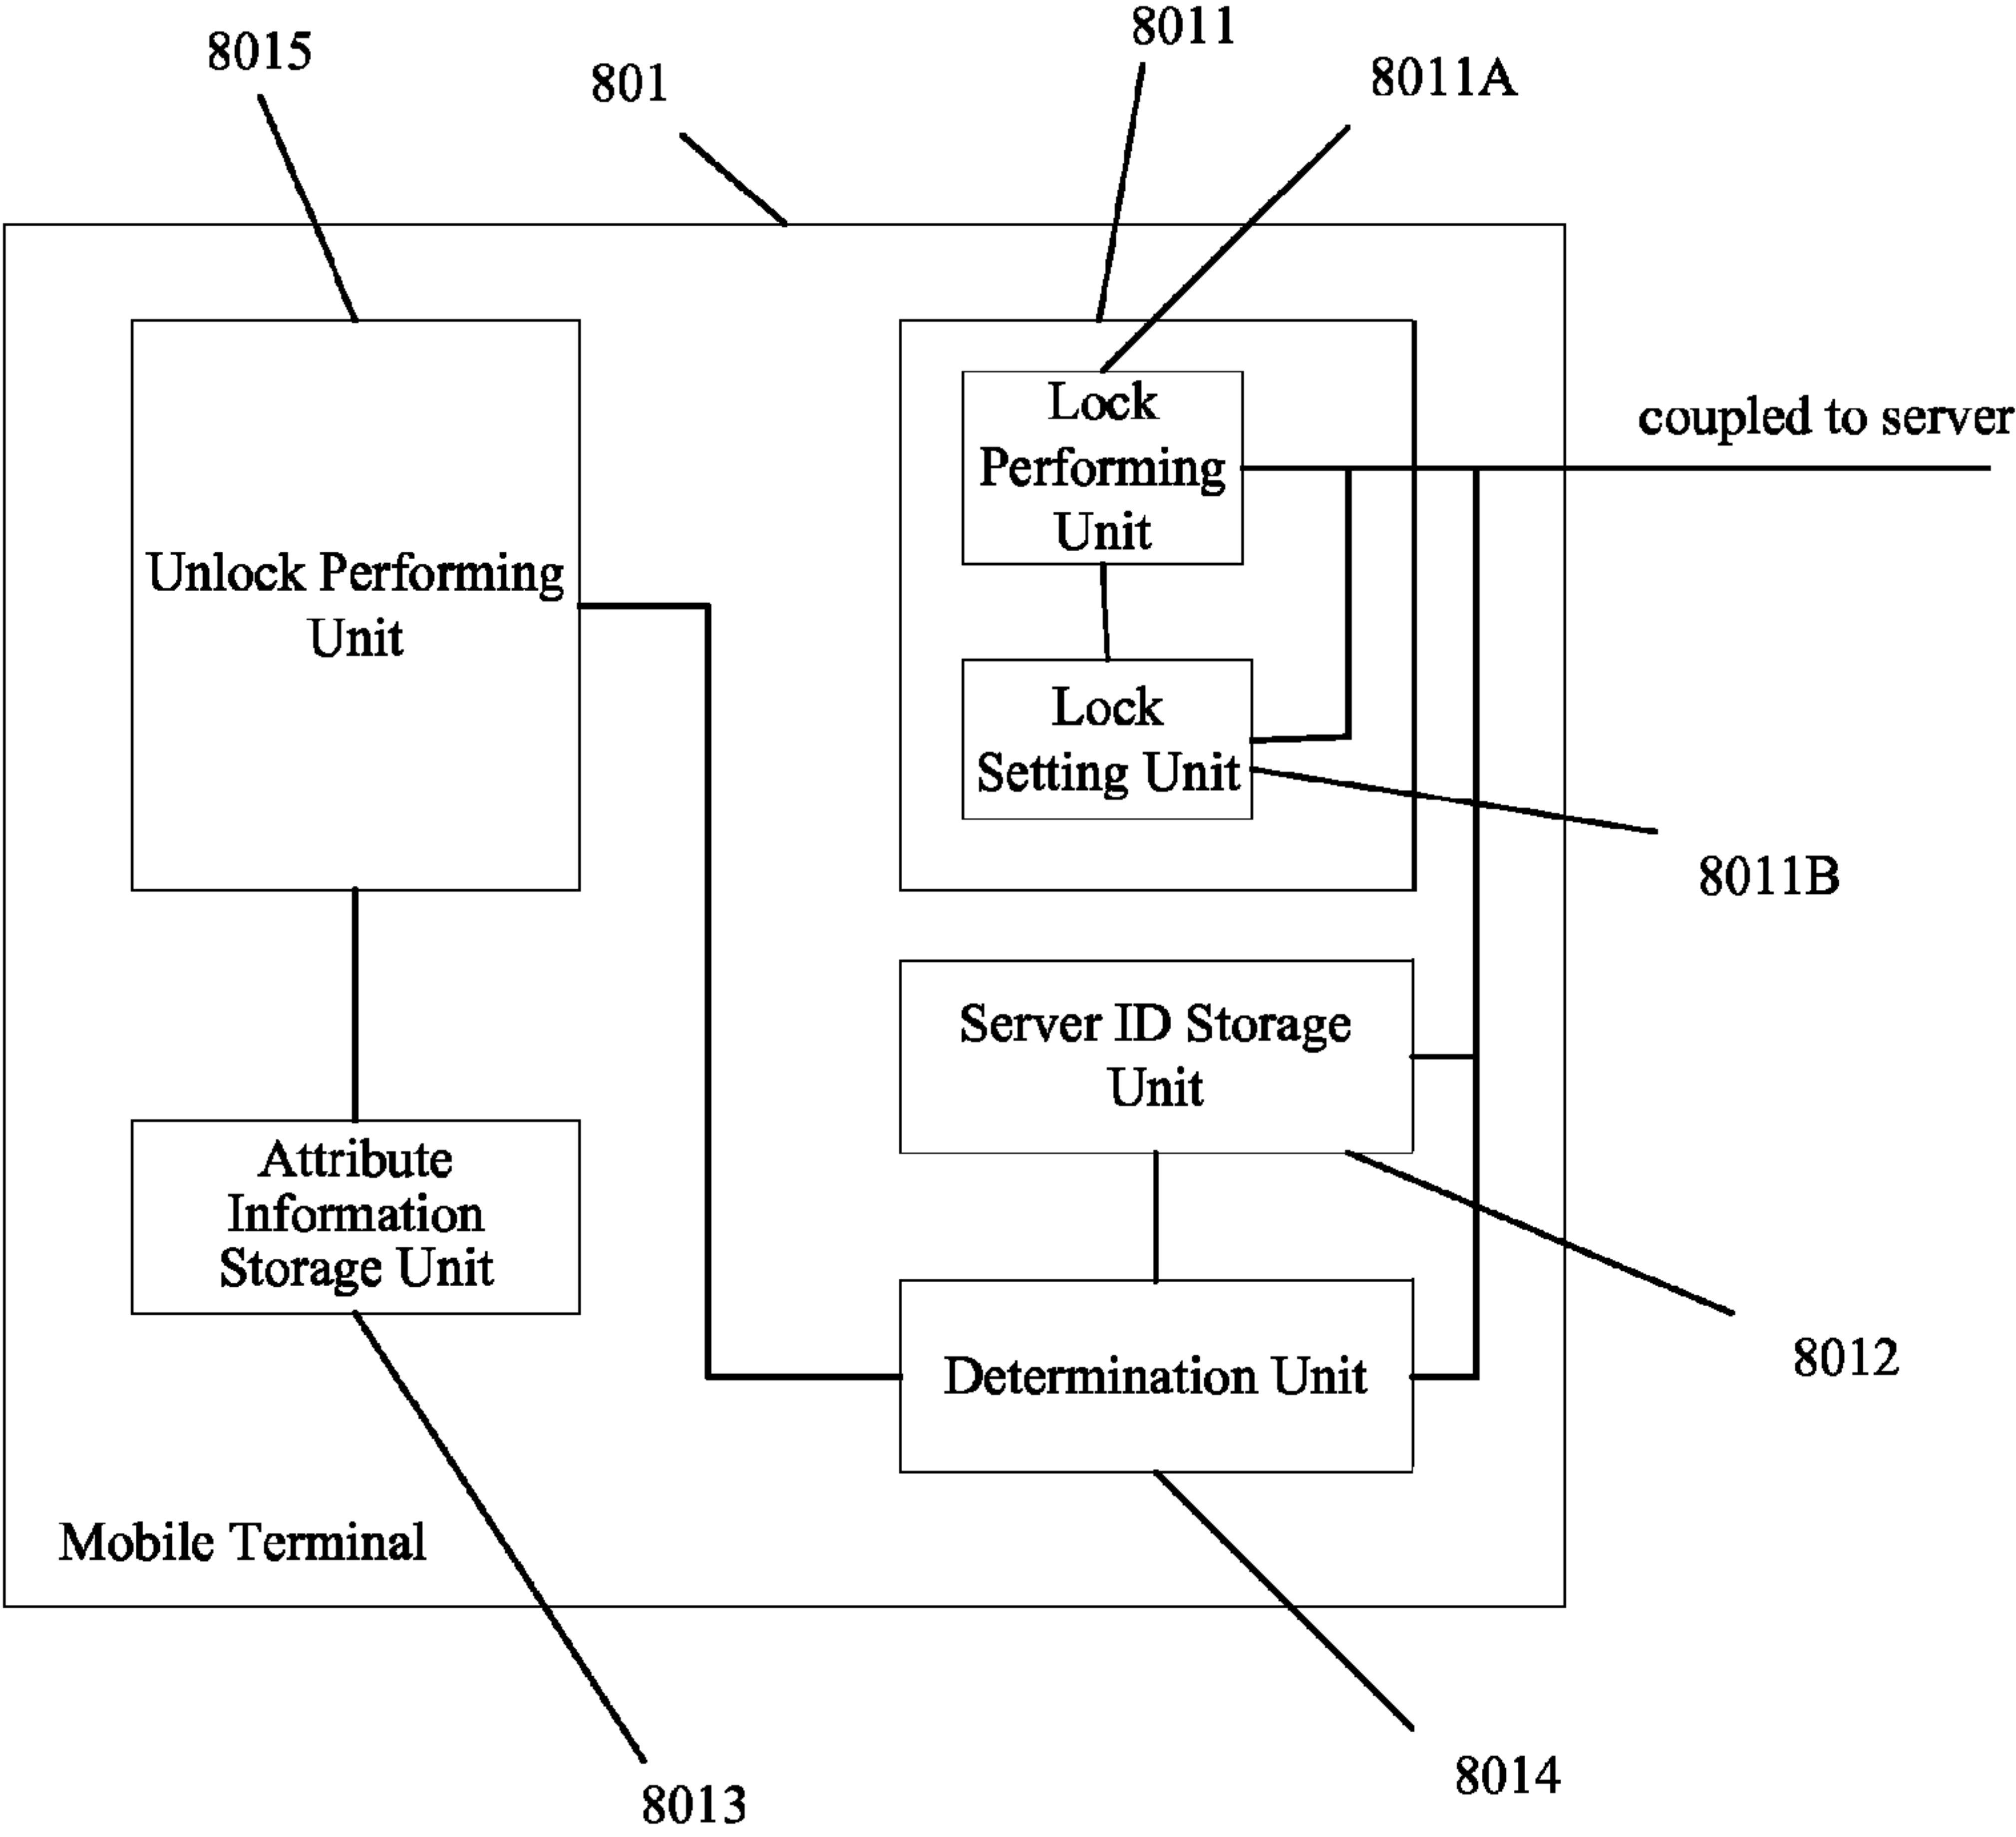 8015
801
8011
8011A
Lock
Performing
Unit
coupled to server
Unlock Performing
Unit
Lock
Setting Unit
8011B
Server ID Storage
Unit
Attribute
Information
Storage Unit
8012
Determination Unit
Mobile Terminal
8013
8014